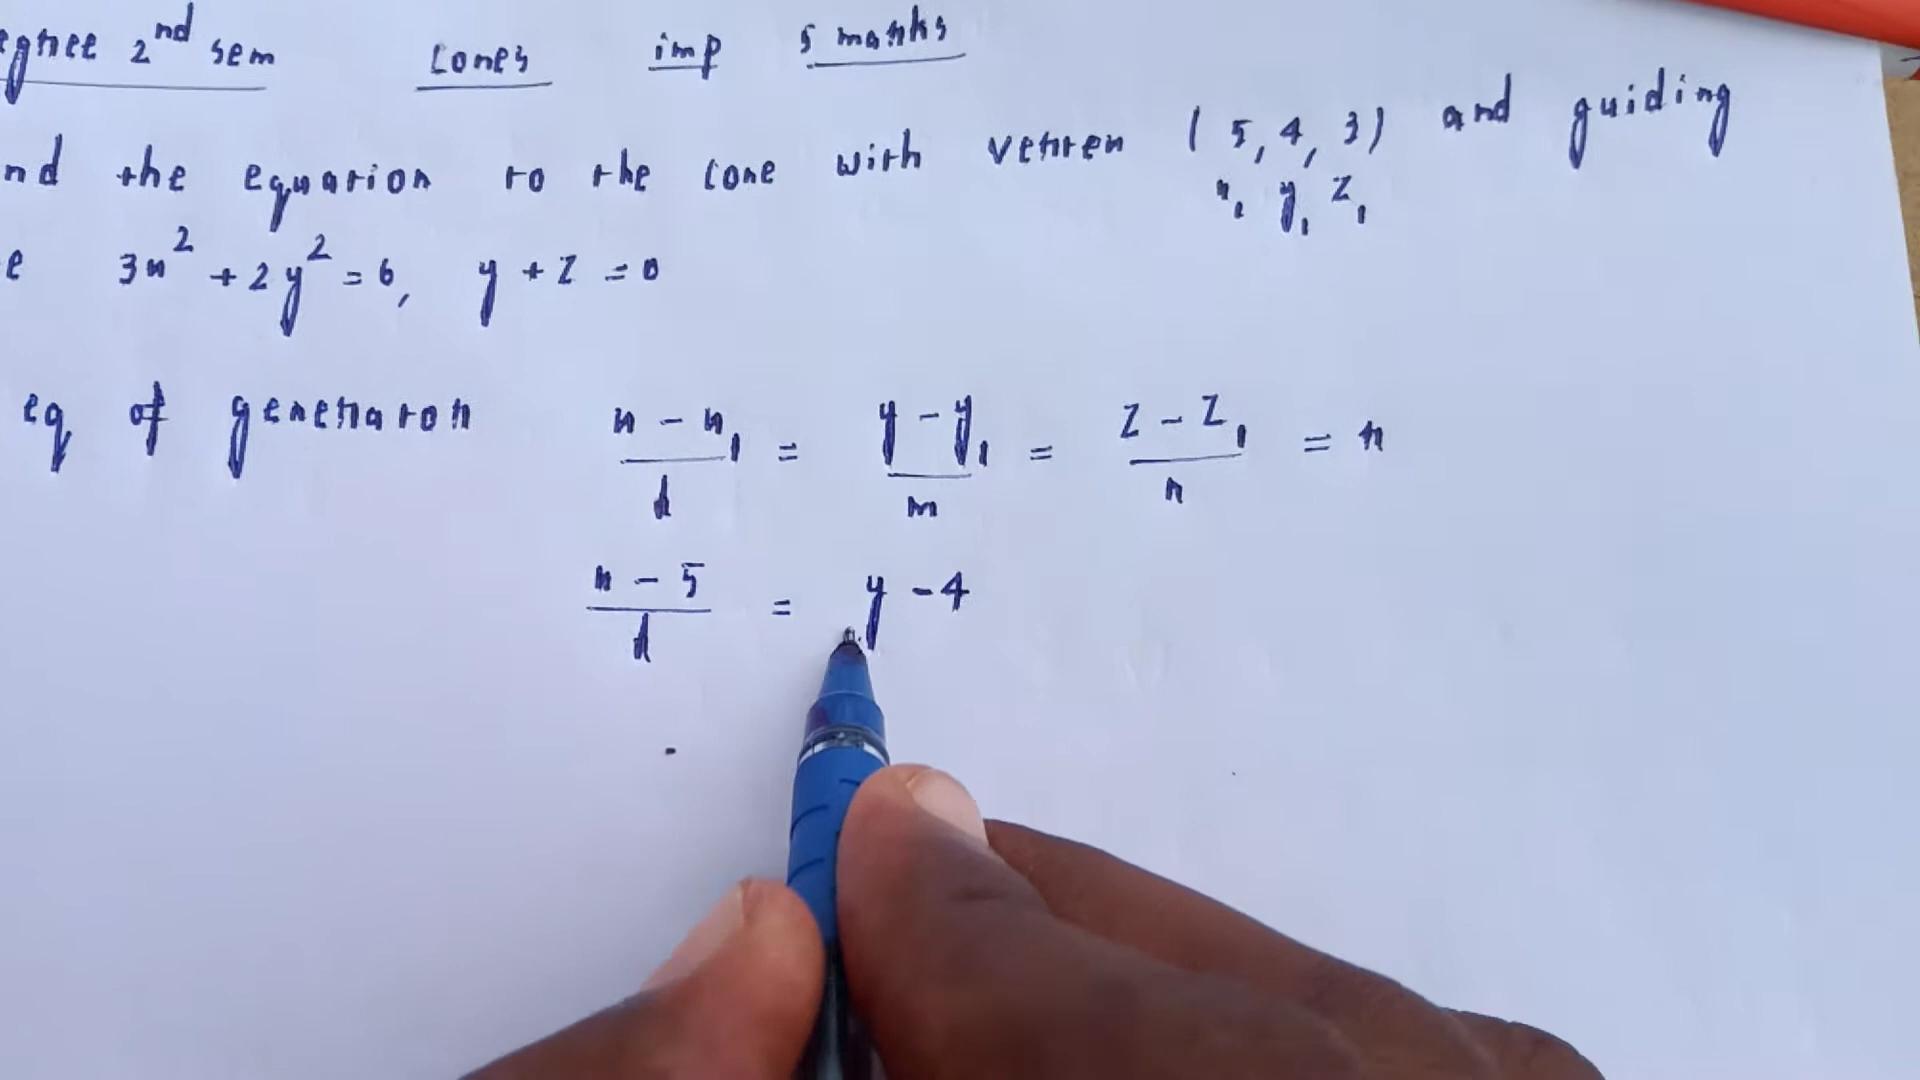 egree 2nd sem cones imp 5 marks
nd the equation to the cone with vertex (5, 4, 3) and guiding
x₁ y₁ z₁
e 3x² + 2y² = 6, y + z = 0
eq of generator x - x₁ / l = y - y₁ / m = z - z₁ / n = r
x - 5 / l = y - 4